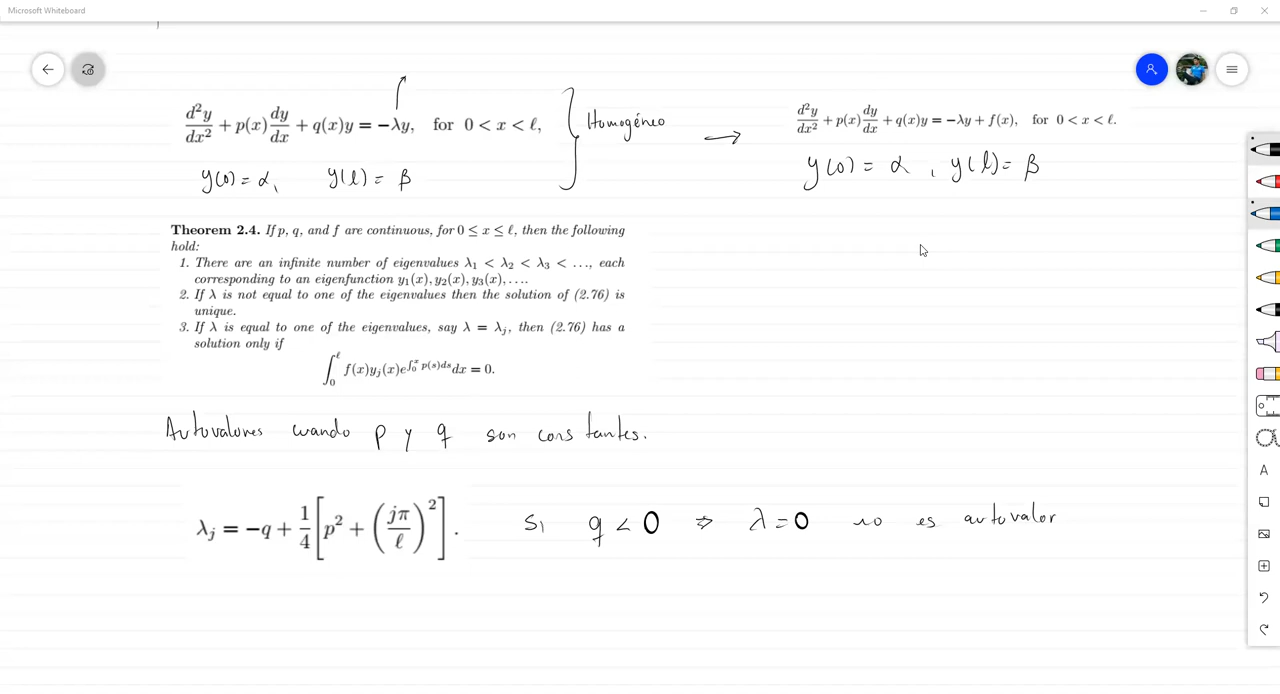 Microsoft Whiteboard
d²y/dx² + p(x) dy/dx + q(x)y = −λy, for 0 < x < ℓ,
y(0) = α, y(l) = β
Homogéneo
→
d²y/dx² + p(x) dy/dx + q(x)y = −λy + f(x), for 0 < x < ℓ.
y(0) = α, y(l) = β
Theorem 2.4. If p, q, and f are continuous, for 0 ≤ x ≤ ℓ, then the following
hold:
1. There are an infinite number of eigenvalues λ₁ < λ₂ < λ₃ < ..., each
corresponding to an eigenfunction y₁(x), y₂(x), y₃(x), ....
2. If λ is not equal to one of the eigenvalues then the solution of (2.76) is
unique.
3. If λ is equal to one of the eigenvalues, say λ = λⱼ, then (2.76) has a
solution only if
∫₀^ℓ f(x)yⱼ(x)e^{∫₀^x p(s)ds}dx = 0.
Autovalores cuando p y q son constantes.
λⱼ = −q + 1/4 [p² + (jπ/ℓ)²].
Si q < 0 ⇒ λ = 0 no es autovalor
A